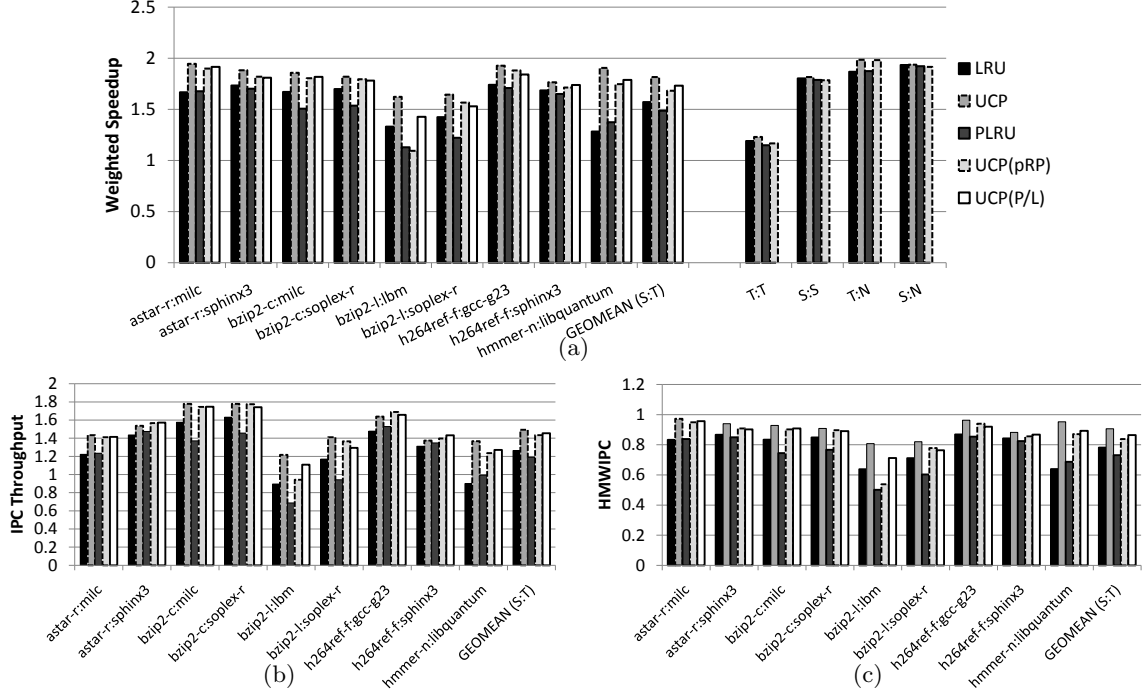 2.5
2
1.5
1
0.5
0
Weighted Speedup
LRU
UCP
PLRU
UCP(pRP)
UCP(P/L)
astar-r:milc
astar-r:sphinx3
bzip2-c:milc
bzip2-c:soplex-r
bzip2-l:lbm
bzip2-l:soplex-r
h264ref-f:gcc-g23
h264ref-f:sphinx3
hmmer-n:libquantum
GEOMEAN (S:T)
T:T
S:S
T:N
S:N
(a)
2
1.8
1.6
1.4
1.2
1
0.8
0.6
0.4
0.2
0
IPC Throughput
astar-r:milc
astar-r:sphinx3
bzip2-c:milc
bzip2-c:soplex-r
bzip2-l:lbm
bzip2-l:soplex-r
h264ref-f:gcc-g23
h264ref-f:sphinx3
hmmer-n:libquantum
GEOMEAN (S:T)
(b)
1.2
1
0.8
0.6
0.4
0.2
0
HMWIPC
astar-r:milc
astar-r:sphinx3
bzip2-c:milc
bzip2-c:soplex-r
bzip2-l:lbm
bzip2-l:soplex-r
h264ref-f:gcc-g23
h264ref-f:sphinx3
hmmer-n:libquantum
GEOMEAN (S:T)
(c)